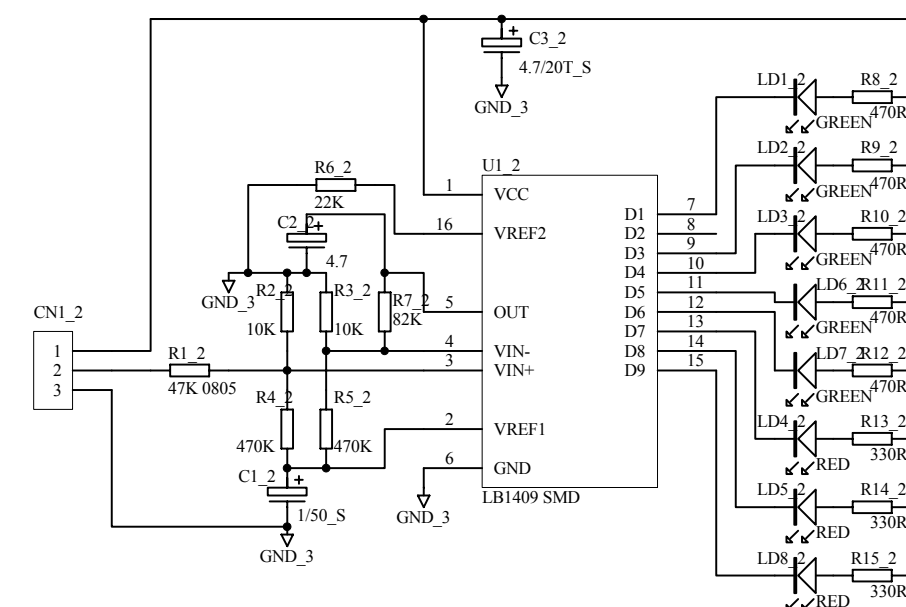 C3_2
4.7/20T_S
GND_3
LD1_2 R8_2
GREEN 470R
LD2_2 R9_2
GREEN 470R
LD3_2 R10_2
GREEN 470R
LD6_2 R11_2
GREEN 470R
LD7_2 R12_2
GREEN 470R
LD4_2 R13_2
RED 330R
LD5_2 R14_2
RED 330R
LD8_2 R15_2
RED 330R
U1_2
1 VCC
16 VREF2
5 OUT
4 VIN-
3 VIN+
2 VREF1
6 GND
D1 7
D2 8
D3 9
D4 10
D5 11
D6 12
D7 13
D8 14
D9 15
LB1409 SMD
R6_2
22K
C2_2
4.7
GND_3
R2_2
10K
R3_2
10K
R7_2
82K
CN1_2
1
2
3
R1_2
47K 0805
R4_2
470K
R5_2
470K
C1_2
1/50_S
GND_3
GND_3